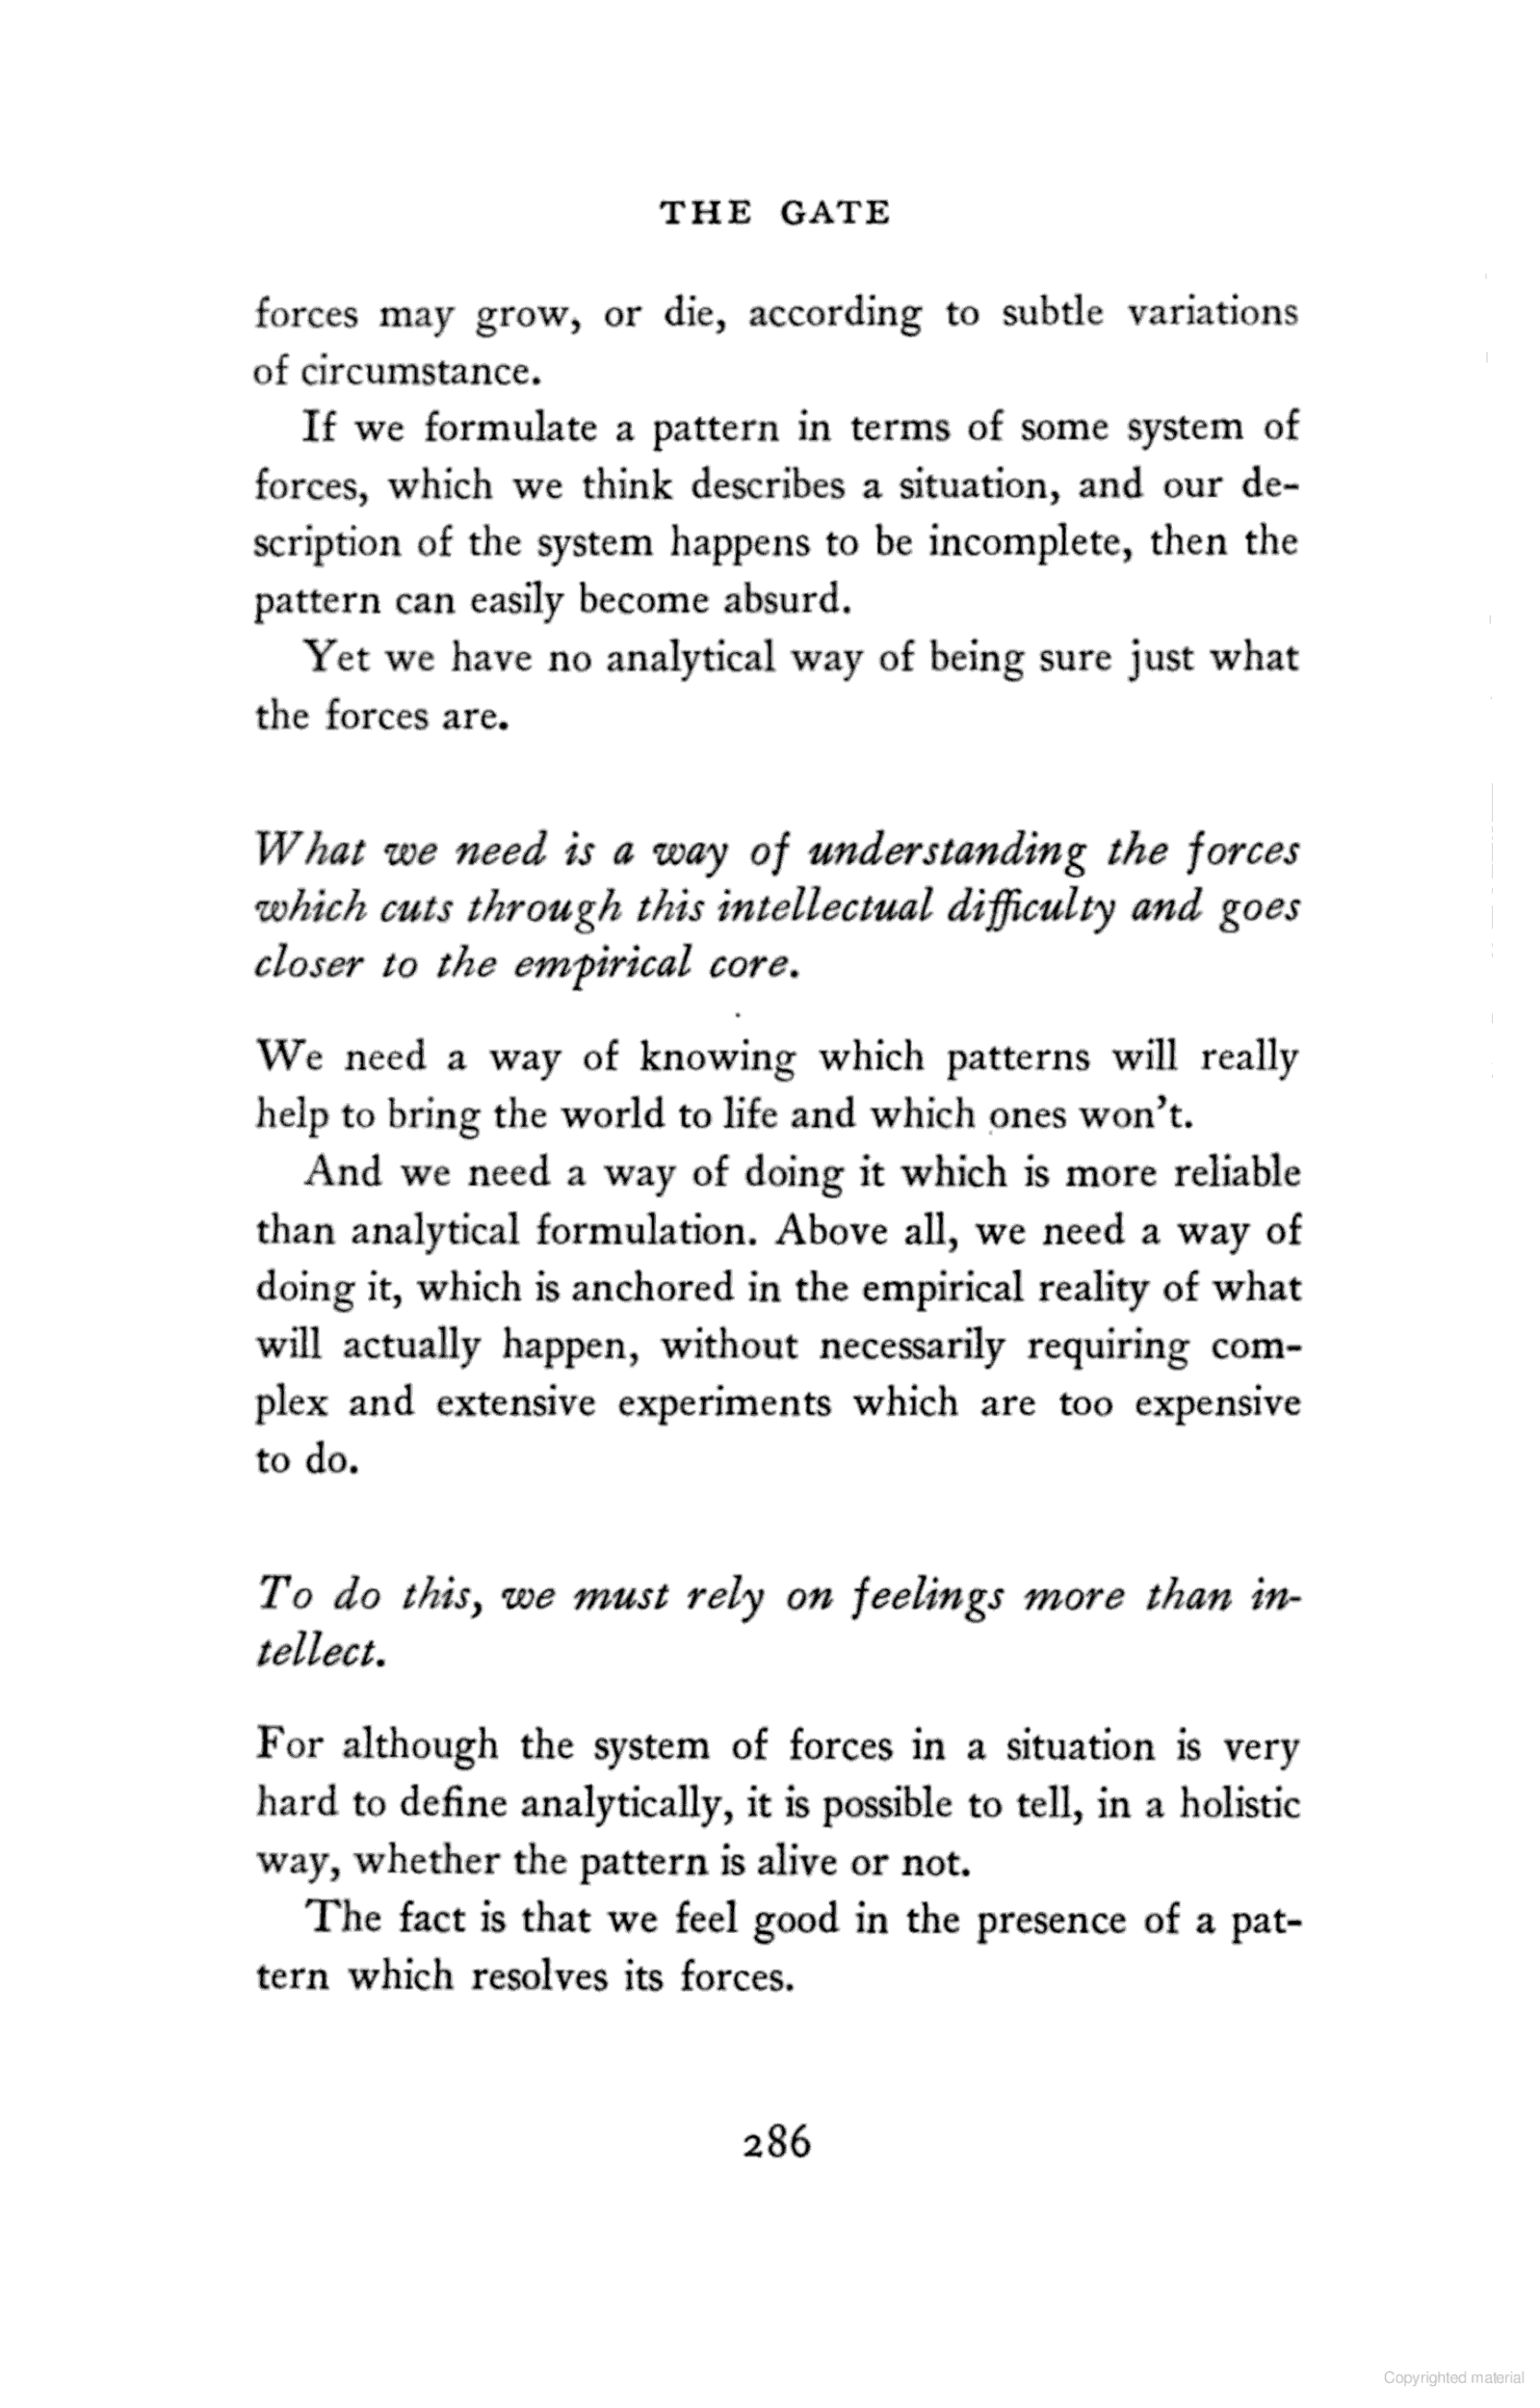 THE GATE
forces may grow, or die, according to subtle variations
of circumstance.
If we formulate a pattern in terms of some system of
forces, which we think describes a situation, and our de-
scription of the system happens to be incomplete, then the
pattern can easily become absurd.
Yet we have no analytical way of being sure just what
the forces are.
What we need is a way of understanding the forces
which cuts through this intellectual difficulty and goes
closer to the empirical core.
We need a way of knowing which patterns will really
help to bring the world to life and which ones won't.
And we need a way of doing it which is more reliable
than analytical formulation. Above all, we need a way of
doing it, which is anchored in the empirical reality of what
will actually happen, without necessarily requiring com-
plex and extensive experiments which are too expensive
to do.
To do this, we must rely on feelings more than in-
tellect.
For although the system of forces in a situation is very
hard to define analytically, it is possible to tell, in a holistic
way, whether the pattern is alive or not.
The fact is that we feel good in the presence of a pat-
tern which resolves its forces.
286
Copyrighted material